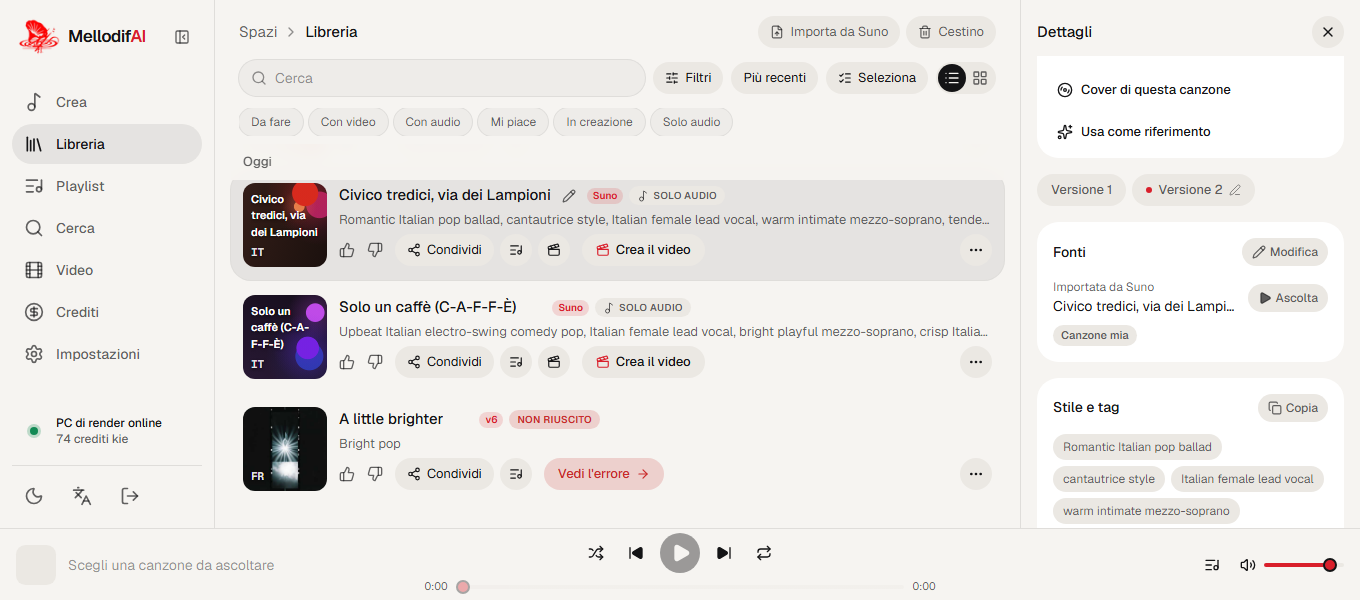 MellodifAI
Crea
Libreria
Playlist
Cerca
Video
Crediti
Impostazioni
PC di render online
74 crediti kie
Spazi > Libreria
Importa da Suno
Cestino
Cerca
Filtri
Più recenti
Seleziona
Da fare
Con video
Con audio
Mi piace
In creazione
Solo audio
Oggi
Civico
tredici, via
dei Lampioni
IT
Civico tredici, via dei Lampioni
Suno
SOLO AUDIO
Romantic Italian pop ballad, cantautrice style, Italian female lead vocal, warm intimate mezzo-soprano, tende...
Condividi
Crea il video
Solo un
caffè (C-A-
F-F-È)
IT
Solo un caffè (C-A-F-F-È)
Suno
SOLO AUDIO
Upbeat Italian electro-swing comedy pop, Italian female lead vocal, bright playful mezzo-soprano, crisp Italia...
Condividi
Crea il video
FR
A little brighter
v6
NON RIUSCITO
Bright pop
Condividi
Vedi l'errore
Dettagli
Cover di questa canzone
Usa come riferimento
Versione 1
Versione 2
Fonti
Modifica
Importata da Suno
Civico tredici, via dei Lampi...
Ascolta
Canzone mia
Stile e tag
Copia
Romantic Italian pop ballad
cantautrice style
Italian female lead vocal
warm intimate mezzo-soprano
Scegli una canzone da ascoltare
0:00
0:00